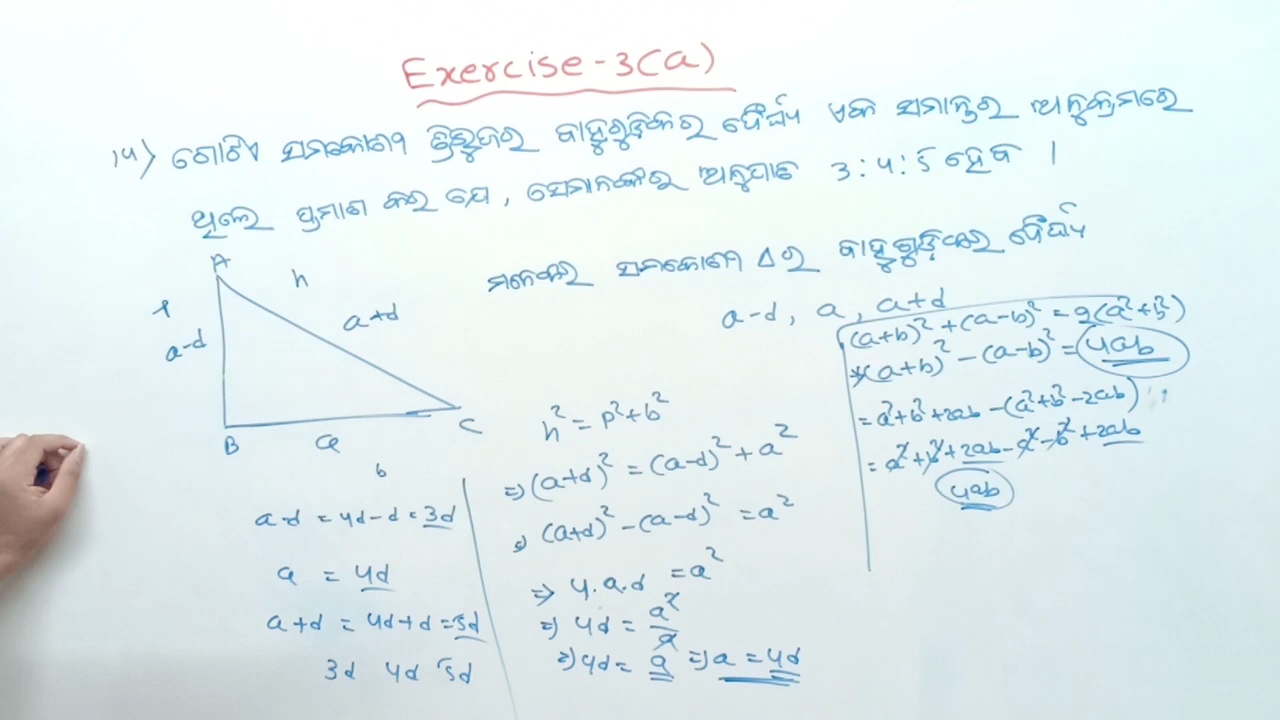 Exercise-3(a)
14) ଗୋଟିଏ ସମକୋଣୀ ତ୍ରିଭୁଜର ବାହୁଗୁଡ଼ିକର ଦୈର୍ଘ୍ୟ ଏକ ସମାନ୍ତର ଅନୁକ୍ରମରେ
ଥିଲେ ପ୍ରମାଣ କର ଯେ, ସେମାନଙ୍କର ଅନୁପାତ 3:4:5 ହେବ ।
ମନେକର ସମକୋଣୀ Δ ର ବାହୁଗୁଡ଼ିକର ଦୈର୍ଘ୍ୟ
a-d, a, a+d
A
h
a+d
a-d
B
a
C
b
a-d = 4d-d = 3d
a = 4d
a+d = 4d+d = 5d
3d 4d 5d
h² = p²+b²
⇒ (a+d)² = (a-d)² + a²
⇒ (a+d)² - (a-d)² = a²
⇒ 4.a.d = a²
⇒ 4d = a²/a
⇒ 4d = a ⇒ a = 4d
(a+b)² + (a-b)² = 2(a²+b²)
*(a+b)² - (a-b)² = 4ab
= a²+b²+2ab - (a²+b²-2ab)
= a²+b²+2ab-a²-b²+2ab
4ab